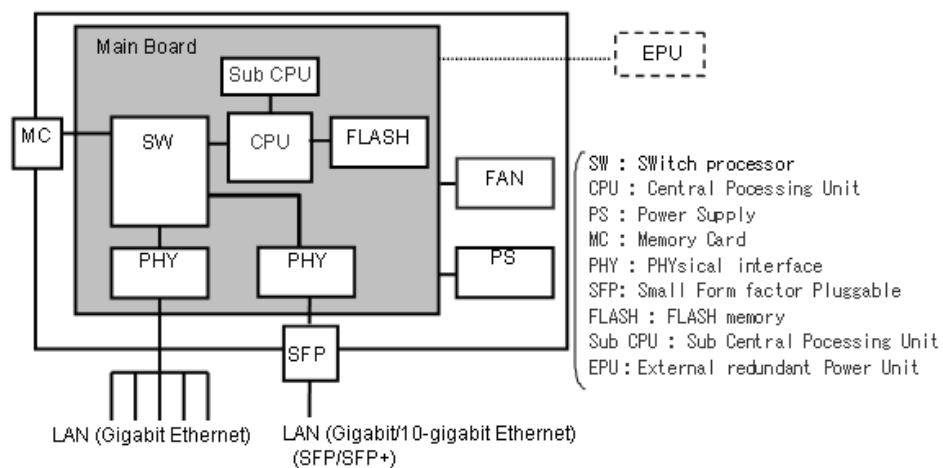 Main Board
EPU
Sub CPU
MC
SW
CPU
FLASH
FAN
PHY
PHY
PS
SFP
LAN (Gigabit Ethernet)
LAN (Gigabit/10-gigabit Ethernet)
(SFP/SFP+)
SW : SWitch processor
CPU : Central Pocessing Unit
PS : Power Supply
MC : Memory Card
PHY : PHYsical interface
SFP: Small Form factor Pluggable
FLASH : FLASH memory
Sub CPU : Sub Central Pocessing Unit
EPU : External redundant Power Unit